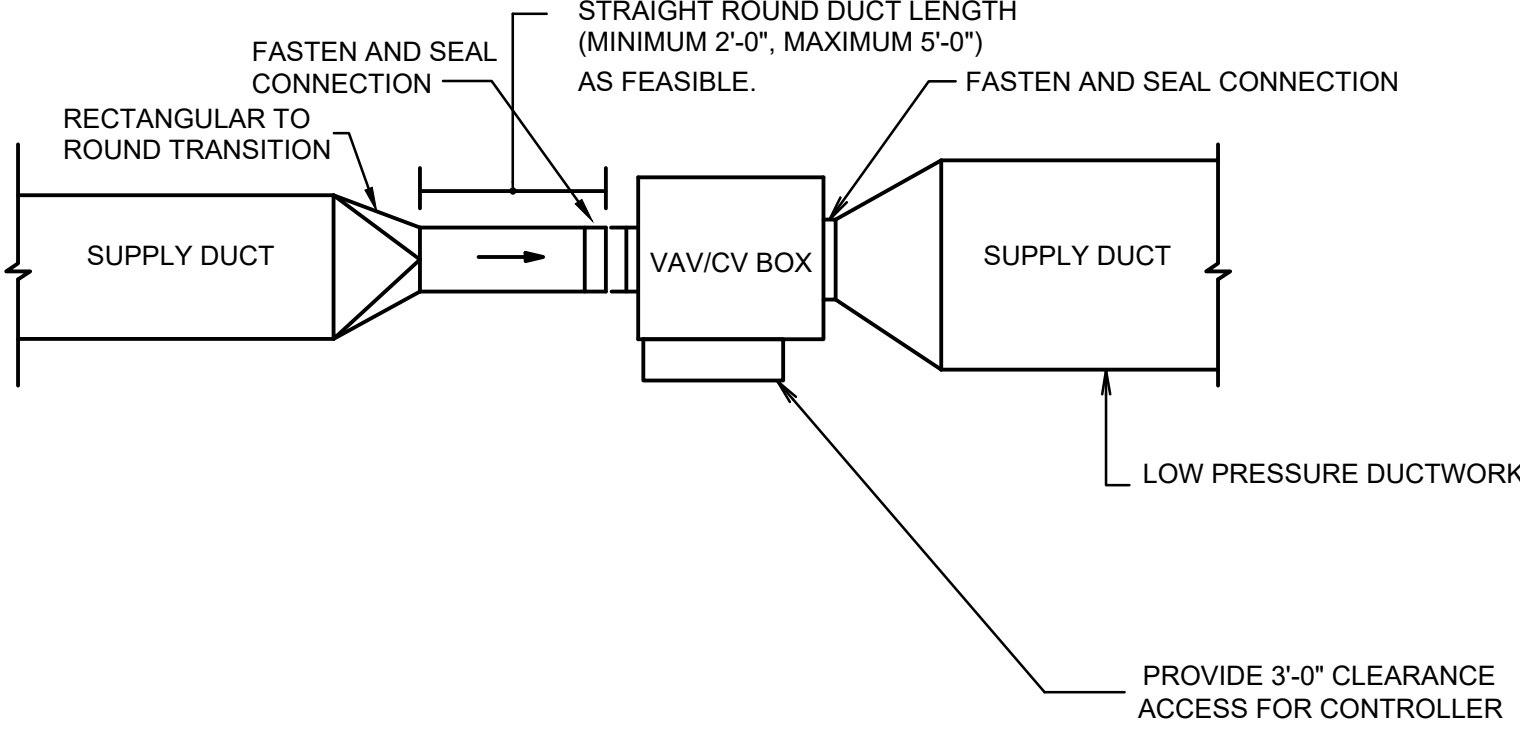 STRAIGHT ROUND DUCT LENGTH
(MINIMUM 2'-0", MAXIMUM 5'-0")
AS FEASIBLE.
FASTEN AND SEAL
CONNECTION
FASTEN AND SEAL CONNECTION
RECTANGULAR TO
ROUND TRANSITION
SUPPLY DUCT
VAV/CV BOX
SUPPLY DUCT
LOW PRESSURE DUCTWORK
PROVIDE 3'-0" CLEARANCE
ACCESS FOR CONTROLLER